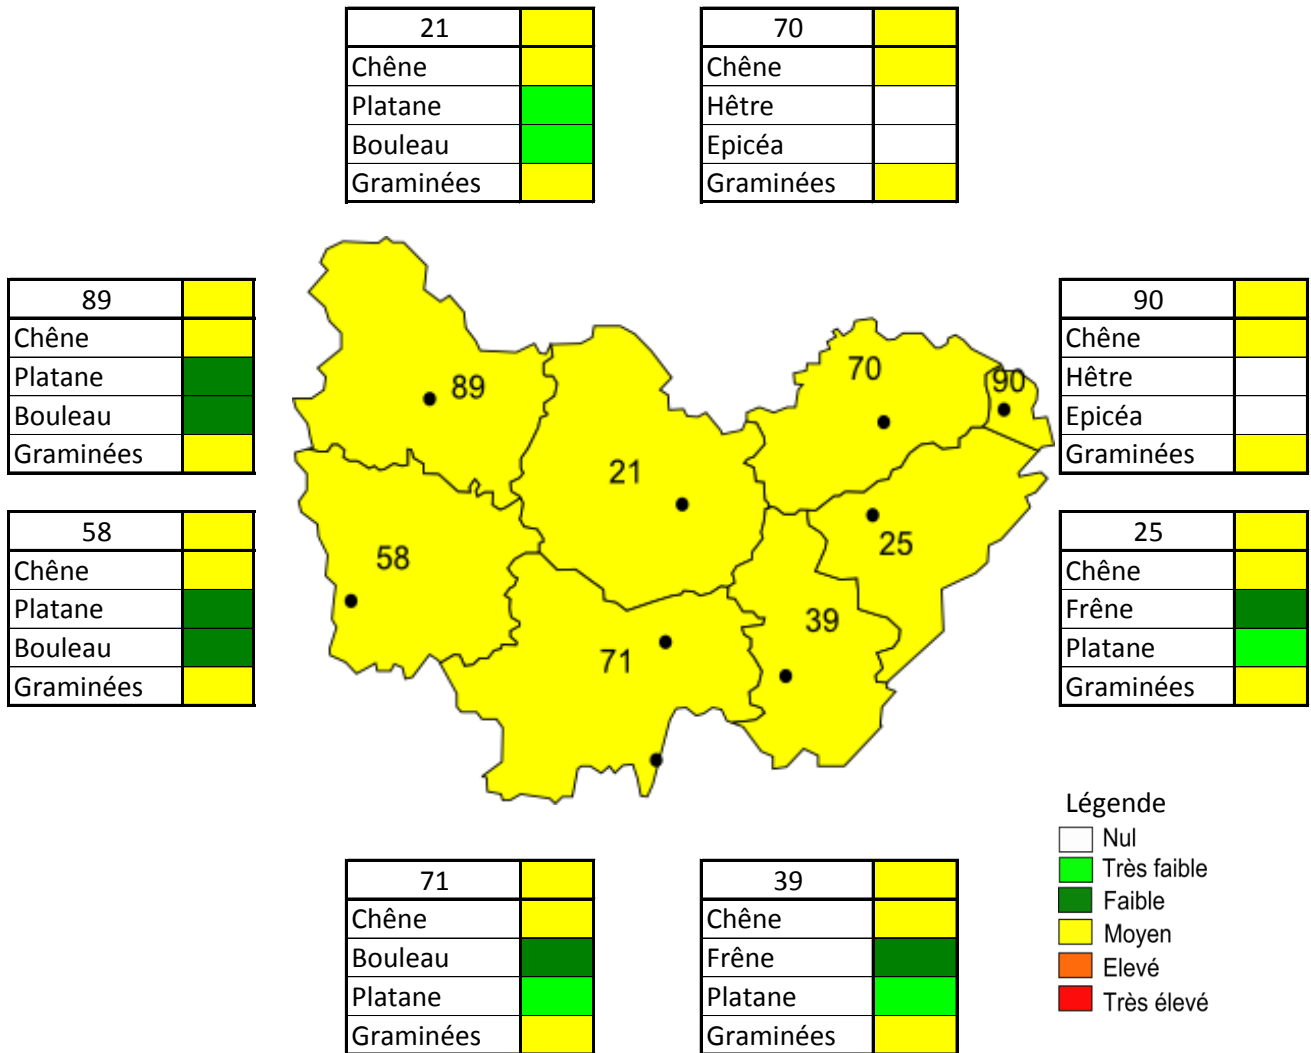 21
Chêne
Platane
Bouleau
Graminées
70
Chêne
Hêtre
Epicéa
Graminées
89
Chêne
Platane
Bouleau
Graminées
58
Chêne
Platane
Bouleau
Graminées
89
70
90
21
58
25
39
71
90
Chêne
Hêtre
Epicéa
Graminées
25
Chêne
Frêne
Platane
Graminées
71
Chêne
Bouleau
Platane
Graminées
39
Chêne
Frêne
Platane
Graminées
Légende
Nul
Très faible
Faible
Moyen
Elevé
Très élevé